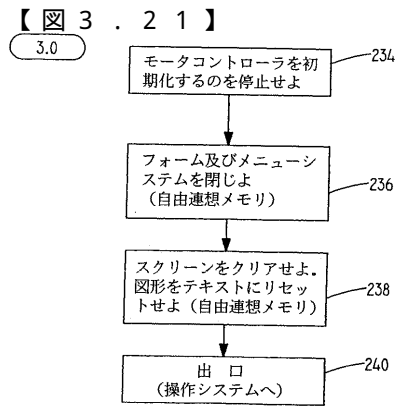 【図３．２１】
3.0
モータコントローラを初
期化するのを停止せよ
234
フォーム及びメニューシ
ステムを閉じよ
(自由連想メモリ)
236
スクリーンをクリアせよ.
図形をテキストにリセッ
トせよ(自由連想メモリ)
238
出 口
(操作システムへ)
240